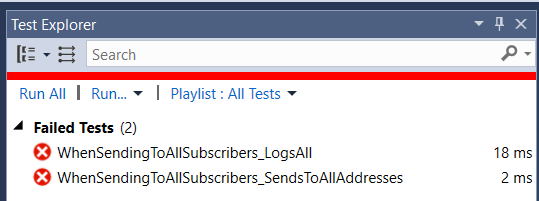 Test Explorer
Search
Run All | Run... | Playlist : All Tests
Failed Tests (2)
WhenSendingToAllSubscribers_LogsAll 18 ms
WhenSendingToAllSubscribers_SendsToAllAddresses 2 ms